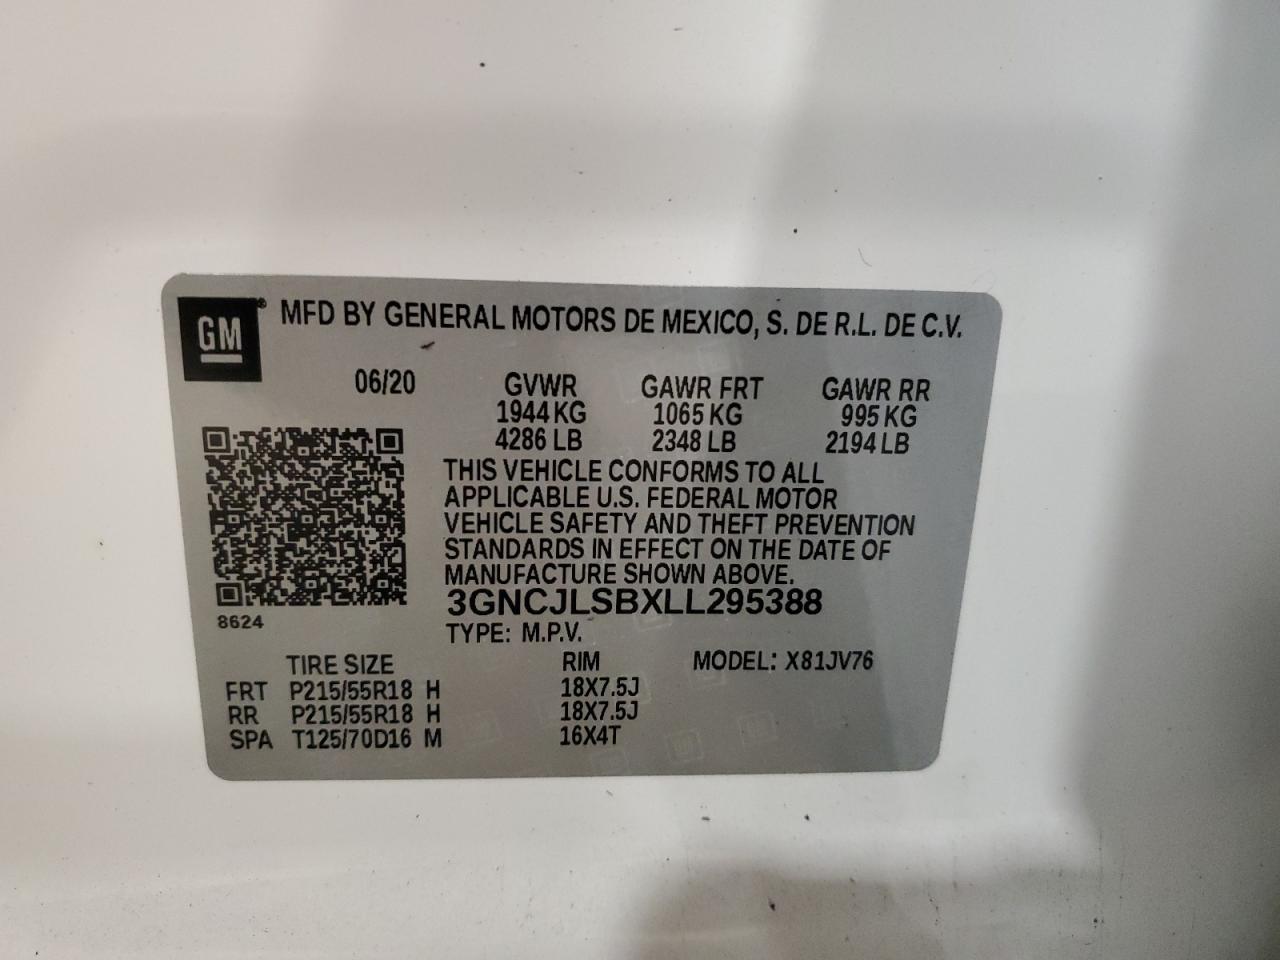 GM® MFD BY GENERAL MOTORS DE MEXICO, S. DE R.L. DE C.V.
06/20 GVWR GAWR FRT GAWR RR
1944 KG 1065 KG 995 KG
4286 LB 2348 LB 2194 LB
THIS VEHICLE CONFORMS TO ALL
APPLICABLE U.S. FEDERAL MOTOR
VEHICLE SAFETY AND THEFT PREVENTION
STANDARDS IN EFFECT ON THE DATE OF
MANUFACTURE SHOWN ABOVE.
3GNCJLSBXLL295388
8624
TYPE: M.P.V.
TIRE SIZE RIM MODEL: X81JV76
FRT P215/55R18 H 18X7.5J
RR P215/55R18 H 18X7.5J
SPA T125/70D16 M 16X4T